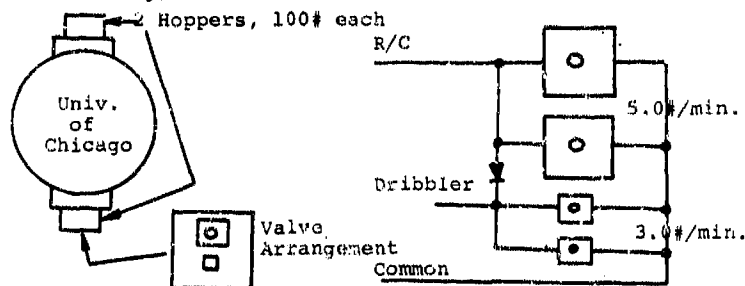 2 Hoppers, 100# each
Univ.
of
Chicago
Valve
Arrangement
R/C
5.0#/min.
Dribbler
3.0#/min.
Common